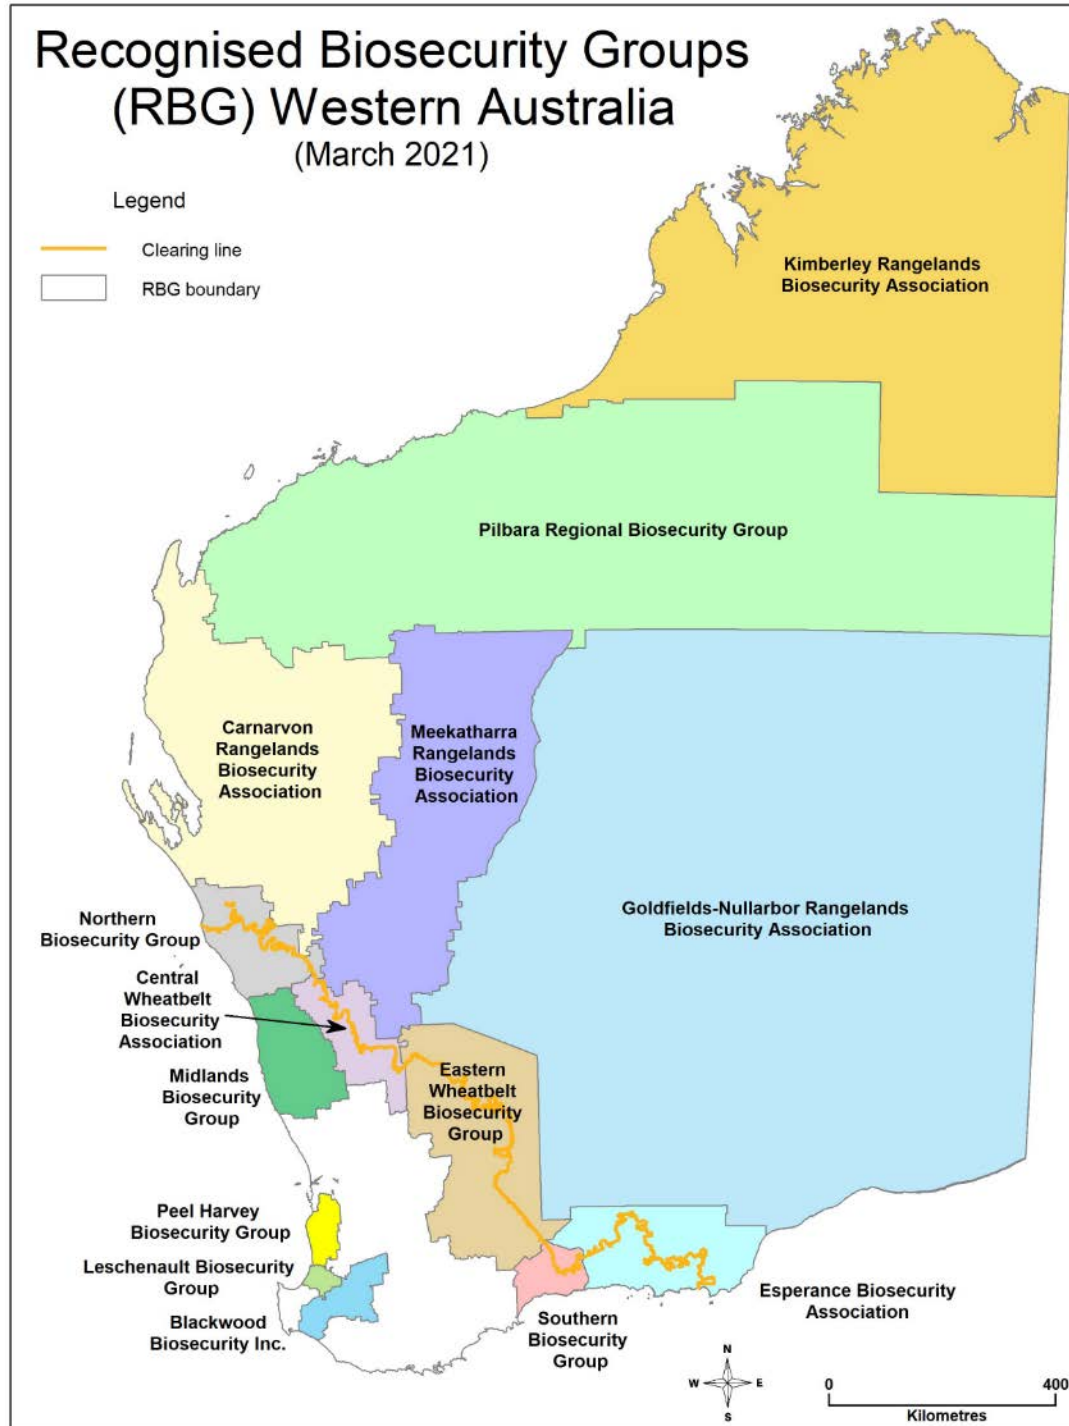 Recognised Biosecurity Groups
(RBG) Western Australia
(March 2021)
Legend
Clearing line
RBG boundary
Kimberley Rangelands
Biosecurity Association
Pilbara Regional Biosecurity Group
Carnarvon
Rangelands
Biosecurity
Association
Meekatharra
Rangelands
Biosecurity
Association
Goldfields-Nullarbor Rangelands
Biosecurity Association
Northern
Biosecurity Group
Central
Wheatbelt
Biosecurity
Association
Midlands
Biosecurity
Group
Eastern
Wheatbelt
Biosecurity
Group
Peel Harvey
Biosecurity Group
Leschenault Biosecurity
Group
Blackwood
Biosecurity Inc.
Southern
Biosecurity
Group
Esperance Biosecurity
Association
N
W E
S
0 400
Kilometres